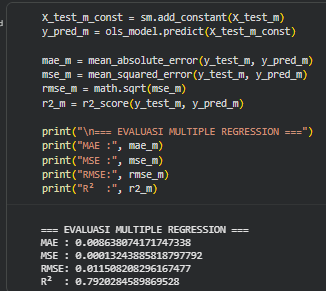 X_test_m_const = sm.add_constant(X_test_m)
y_pred_m = ols_model.predict(X_test_m_const)
mae_m = mean_absolute_error(y_test_m, y_pred_m)
mse_m = mean_squared_error(y_test_m, y_pred_m)
rmse_m = math.sqrt(mse_m)
r2_m = r2_score(y_test_m, y_pred_m)
print("\n=== EVALUASI MULTIPLE REGRESSION ===")
print("MAE :", mae_m)
print("MSE :", mse_m)
print("RMSE:", rmse_m)
print("R²  :", r2_m)
=== EVALUASI MULTIPLE REGRESSION ===
MAE : 0.008638074171747338
MSE : 0.00013243885818797792
RMSE: 0.011508208296167477
R²  : 0.7920284589869528